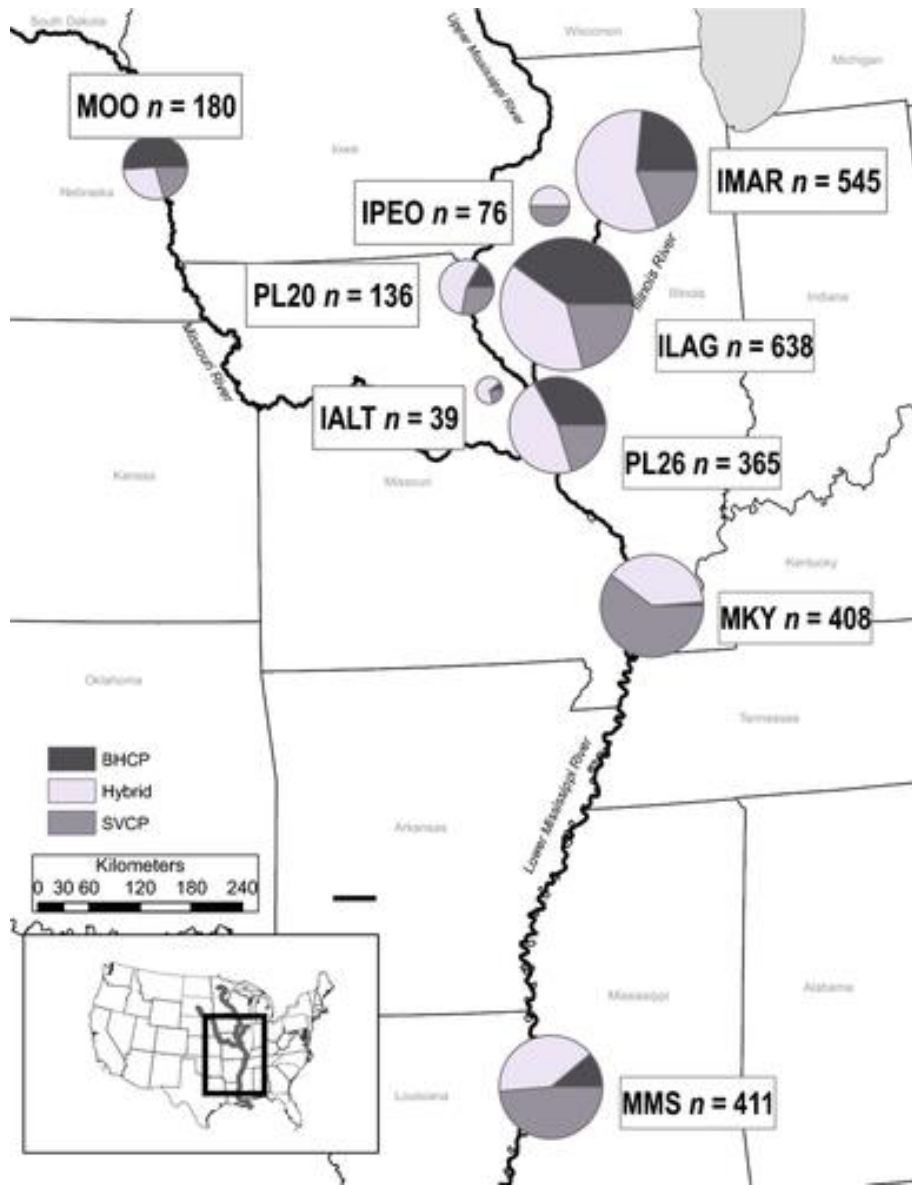 South Dakota
Wisconsin
Michigan
Upper Mississippi River
MOO n = 180
Iowa
Nebraska
IMAR n = 545
IPEO n = 76
PL20 n = 136
Illinois River
Illinois
Indiana
ILAG n = 638
Missouri River
IALT n = 39
PL26 n = 365
Kansas
Missouri
Kentucky
MKY n = 408
Oklahoma
Tennessee
BHCP
Hybrid
SVCP
Lower Mississippi River
Arkansas
Kilometers
0 30 60 120 180 240
Mississippi
Alabama
Louisiana
MMS n = 411